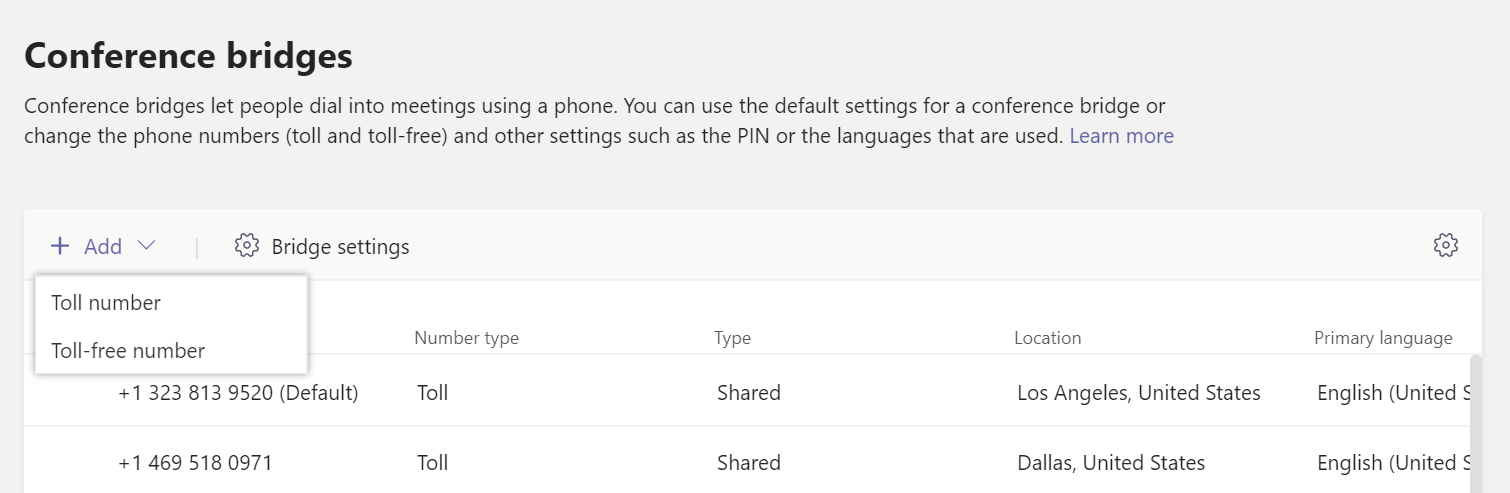 Conference bridges
Conference bridges let people dial into meetings using a phone. You can use the default settings for a conference bridge or
change the phone numbers (toll and toll-free) and other settings such as the PIN or the languages that are used. Learn more
Add | Bridge settings
Toll number
Toll-free number
Number type Type Location Primary language
+1 323 813 9520 (Default) Toll Shared Los Angeles, United States English (United S
+1 469 518 0971 Toll Shared Dallas, United States English (United S